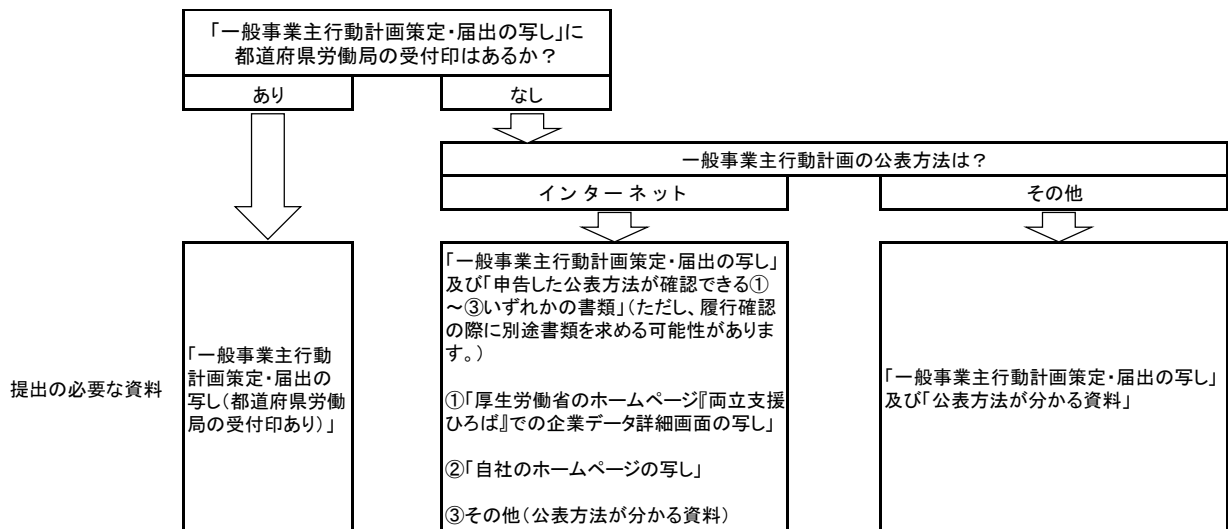 「一般事業主行動計画策定・届出の写し」に
都道府県労働局の受付印はあるか？
あり
なし
一般事業主行動計画の公表方法は？
インターネット
その他
提出の必要な資料
「一般事業主行動
計画策定・届出の
写し（都道府県労働
局の受付印あり）」
「一般事業主行動計画策定・届出の写し」
及び「申告した公表方法が確認できる①
～③いずれかの書類」（ただし、履行確認
の際に別途書類を求める可能性がありま
す。）
①「厚生労働省のホームページ『両立支援
ひろば』での企業データ詳細画面の写し」
②「自社のホームページの写し」
③その他（公表方法が分かる資料）
「一般事業主行動計画策定・届出の写し」
及び「公表方法が分かる資料」